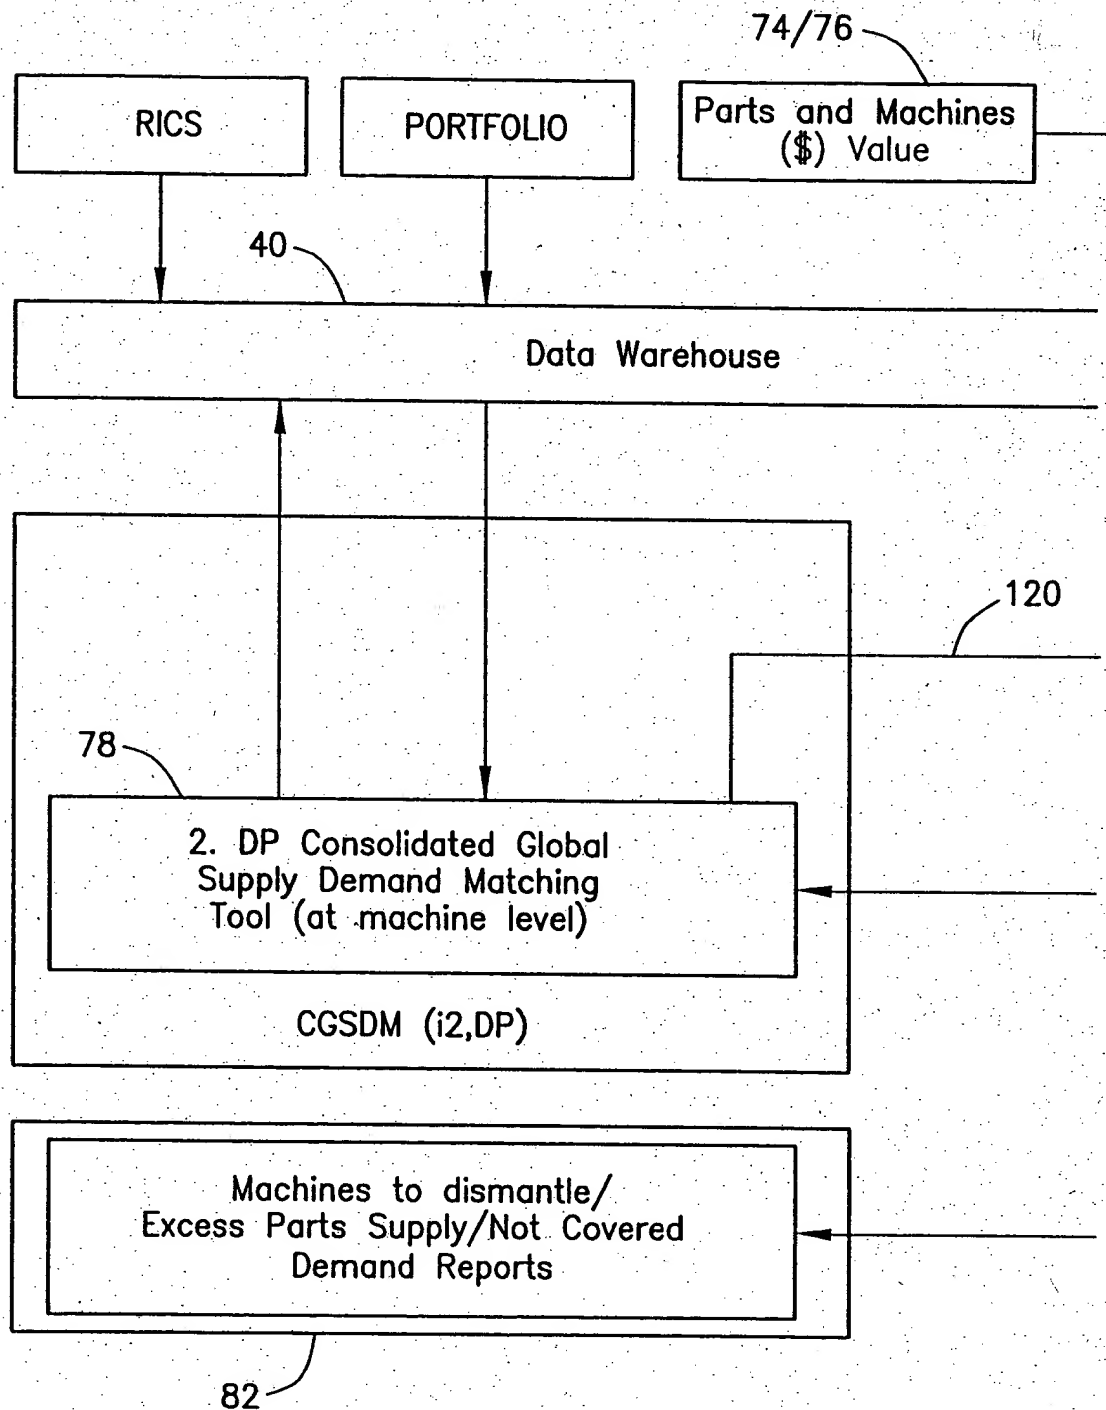 74/76
RICS
PORTFOLIO
Parts and Machines
($) Value
40
Data Warehouse
120
78
2. DP Consolidated Global
Supply Demand Matching
Tool (at machine level)
CGSDM (i2,DP)
Machines to dismantle/
Excess Parts Supply/Not Covered
Demand Reports
82